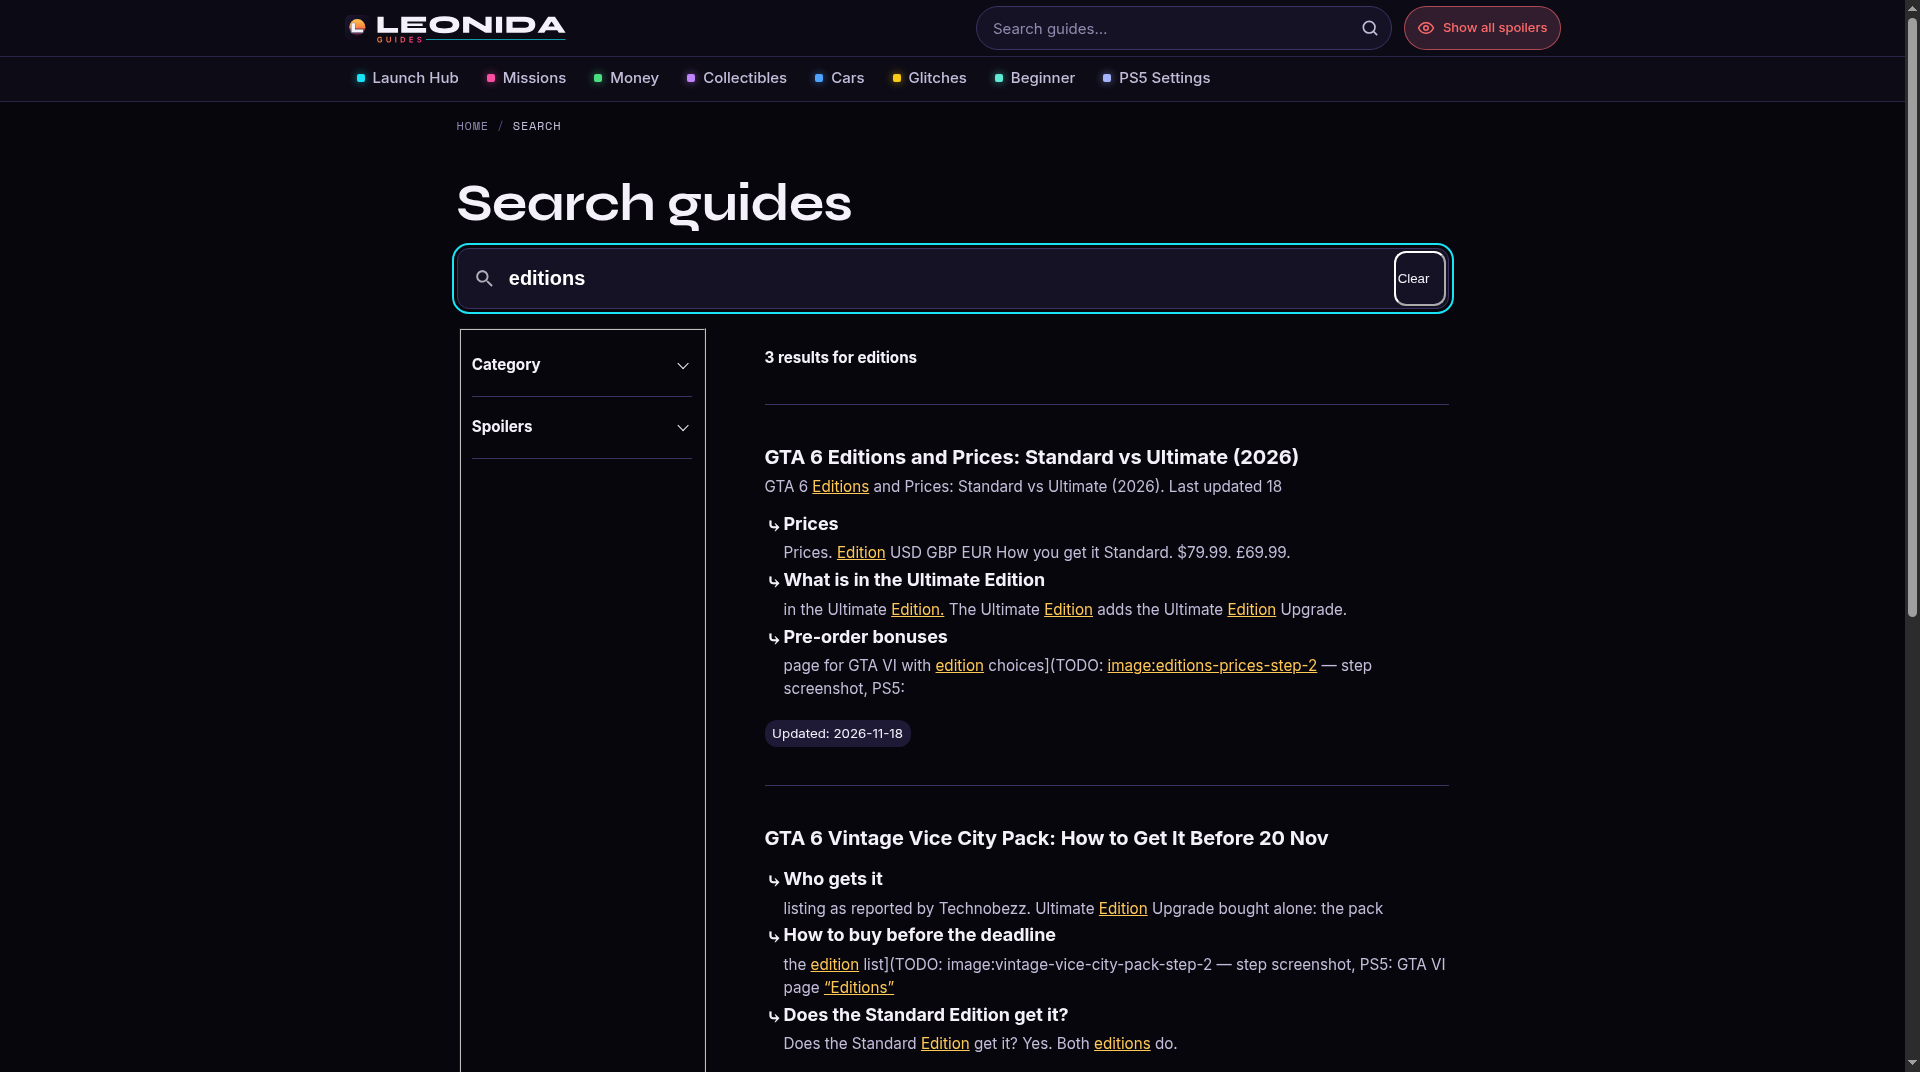 LEONIDA
GUIDES
Search guides...
Show all spoilers
Launch Hub
Missions
Money
Collectibles
Cars
Glitches
Beginner
PS5 Settings
HOME / SEARCH
Search guides
editions
Clear
Category
Spoilers
3 results for editions
GTA 6 Editions and Prices: Standard vs Ultimate (2026)
GTA 6 Editions and Prices: Standard vs Ultimate (2026). Last updated 18
⤷ Prices
Prices. Edition USD GBP EUR How you get it Standard. $79.99. £69.99.
⤷ What is in the Ultimate Edition
in the Ultimate Edition. The Ultimate Edition adds the Ultimate Edition Upgrade.
⤷ Pre-order bonuses
page for GTA VI with edition choices](TODO: image:editions-prices-step-2 — step
screenshot, PS5:
Updated: 2026-11-18
GTA 6 Vintage Vice City Pack: How to Get It Before 20 Nov
⤷ Who gets it
listing as reported by Technobezz. Ultimate Edition Upgrade bought alone: the pack
⤷ How to buy before the deadline
the edition list](TODO: image:vintage-vice-city-pack-step-2 — step screenshot, PS5: GTA VI
page “Editions”
⤷ Does the Standard Edition get it?
Does the Standard Edition get it? Yes. Both editions do.